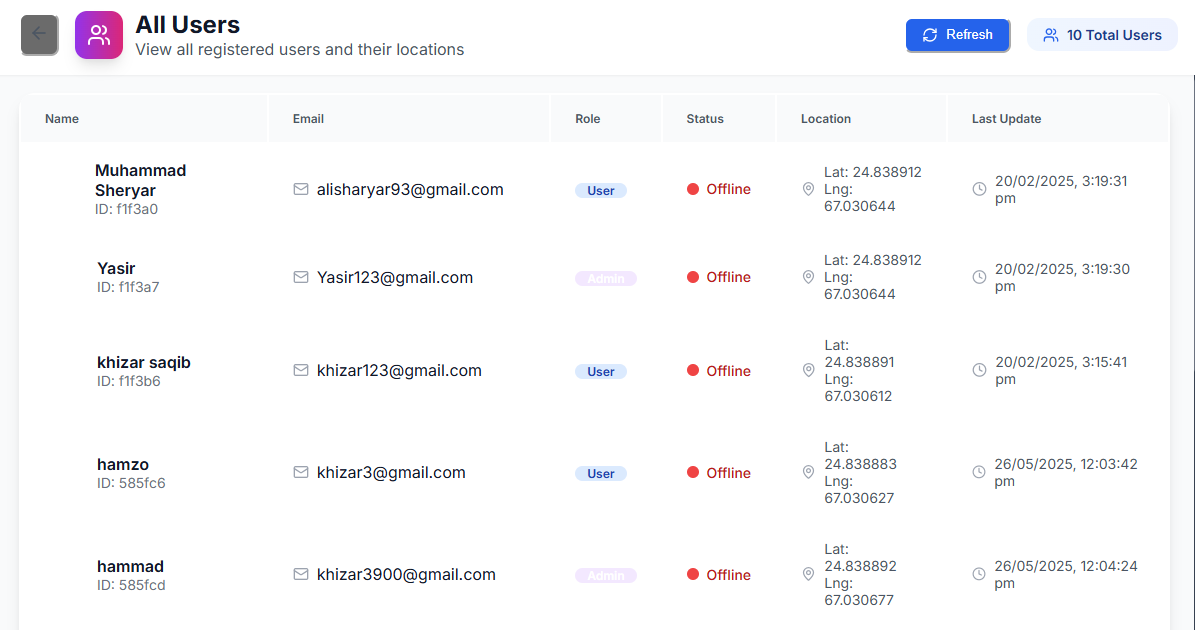 All Users
View all registered users and their locations
Refresh
10 Total Users
Name Email Role Status Location Last Update
Muhammad
Sheryar
ID: f1f3a0
alisharyar93@gmail.com
User
Offline
Lat: 24.838912
Lng:
67.030644
20/02/2025, 3:19:31
pm
Yasir
ID: f1f3a7
Yasir123@gmail.com
Admin
Offline
Lat: 24.838912
Lng:
67.030644
20/02/2025, 3:19:30
pm
khizar saqib
ID: f1f3b6
khizar123@gmail.com
User
Offline
Lat:
24.838891
Lng:
67.030612
20/02/2025, 3:15:41
pm
hamzo
ID: 585fc6
khizar3@gmail.com
User
Offline
Lat:
24.838883
Lng:
67.030627
26/05/2025, 12:03:42
pm
hammad
ID: 585fcd
khizar3900@gmail.com
Admin
Offline
Lat:
24.838892
Lng:
67.030677
26/05/2025, 12:04:24
pm